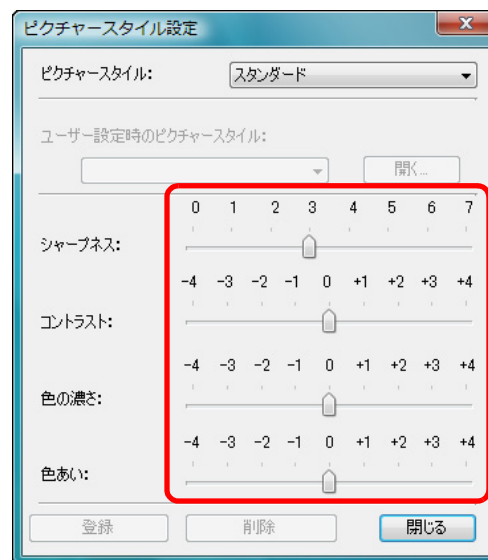 ピクチャースタイル設定
ピクチャースタイル:
スタンダード
ユーザー設定時のピクチャースタイル:
開く...
0 1 2 3 4 5 6 7
シャープネス:
-4 -3 -2 -1 0 +1 +2 +3 +4
コントラスト:
-4 -3 -2 -1 0 +1 +2 +3 +4
色の濃さ:
-4 -3 -2 -1 0 +1 +2 +3 +4
色あい:
登録 削除 閉じる